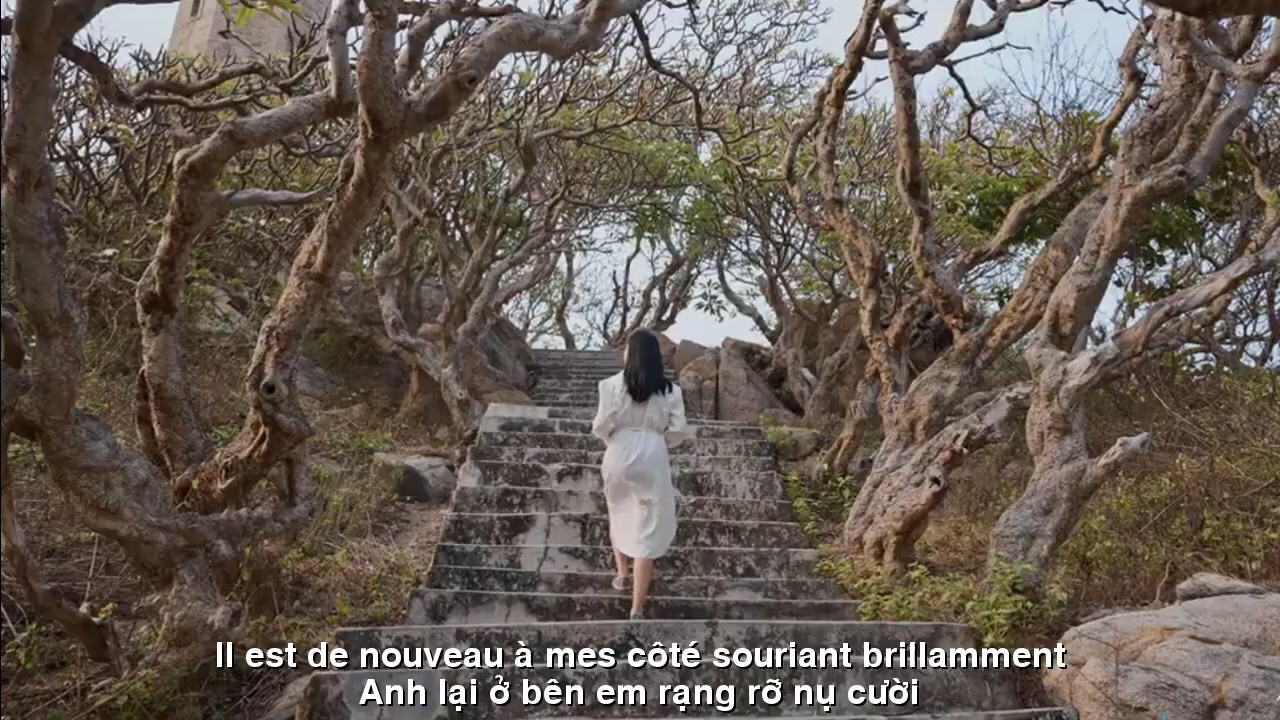 Il est de nouveau à mes côté souriant brillamment
Anh lại ở bên em rạng rỡ nụ cười